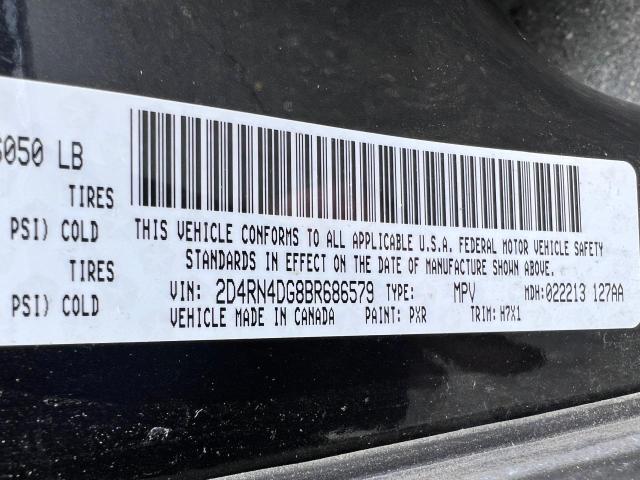 6050 LB
TIRES
PSI) COLD
TIRES
PSI) COLD
THIS VEHICLE CONFORMS TO ALL APPLICABLE U.S.A. FEDERAL MOTOR VEHICLE SAFETY
STANDARDS IN EFFECT ON THE DATE OF MANUFACTURE SHOWN ABOVE.
VIN: 2D4RN4DG8BR686579 TYPE: MPV MDH:022213 127AA
VEHICLE MADE IN CANADA PAINT: PXR TRIM: H7X1